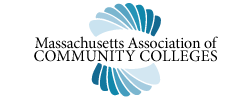 Massachusetts Association of
COMMUNITY COLLEGES